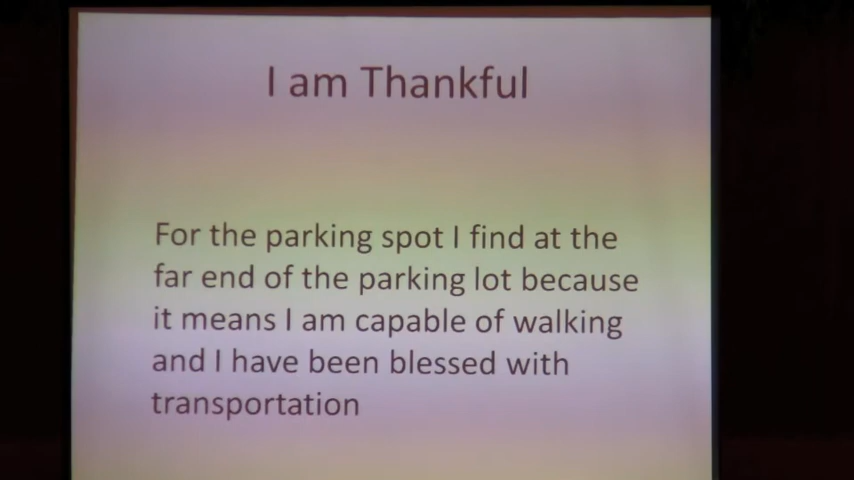 I am Thankful
For the parking spot I find at the
far end of the parking lot because
it means I am capable of walking
and I have been blessed with
transportation